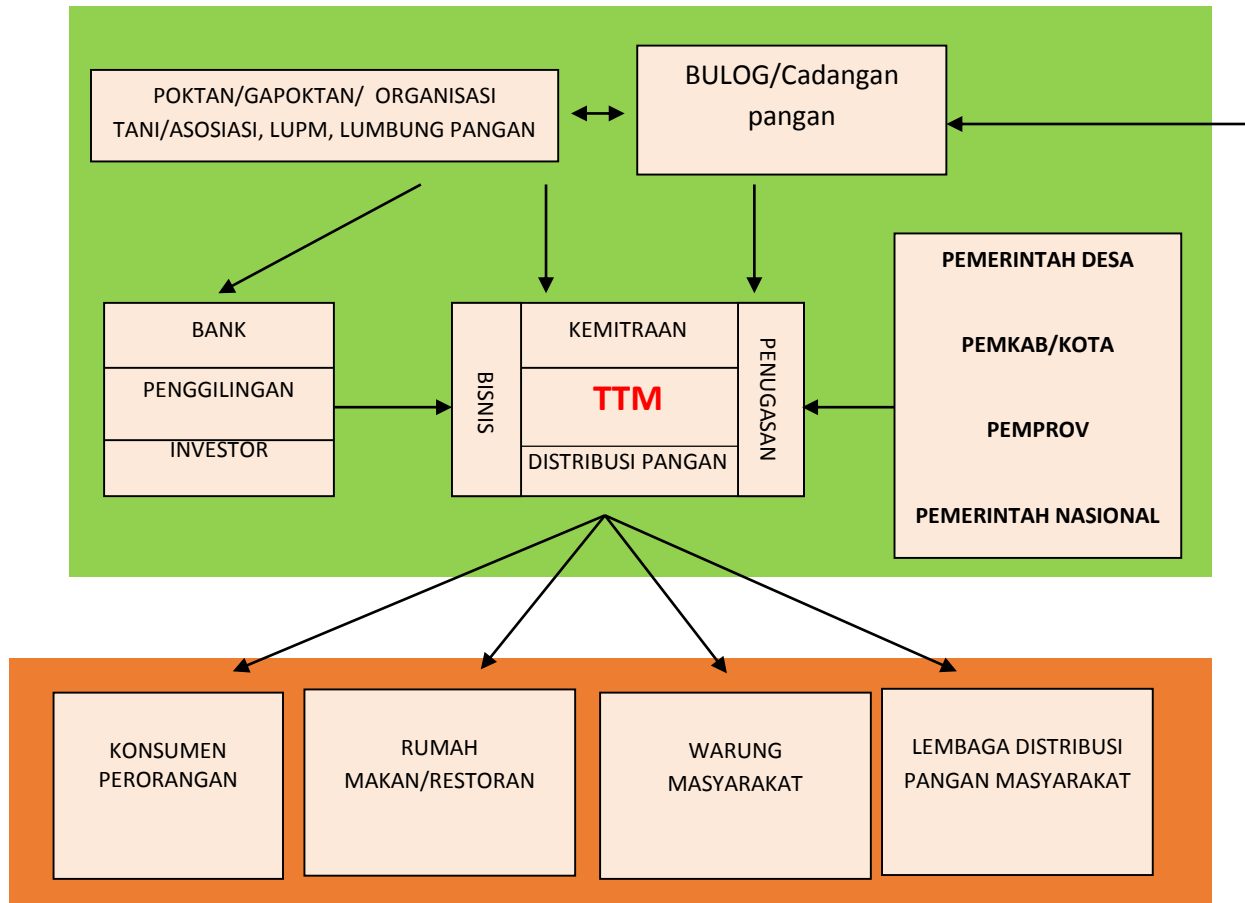 POKTAN/GAPOKTAN/ ORGANISASI
TANI/ASOSIASI, LUPM, LUMBUNG PANGAN
BULOG/Cadangan
pangan
PEMERINTAH DESA
PEMKAB/KOTA
PEMPROV
PEMERINTAH NASIONAL
BANK
PENGGILINGAN
INVESTOR
BISNIS
KEMITRAAN
TTM
DISTRIBUSI PANGAN
PENUGASAN
KONSUMEN
PERORANGAN
RUMAH
MAKAN/RESTORAN
WARUNG
MASYARAKAT
LEMBAGA DISTRIBUSI
PANGAN MASYARAKAT